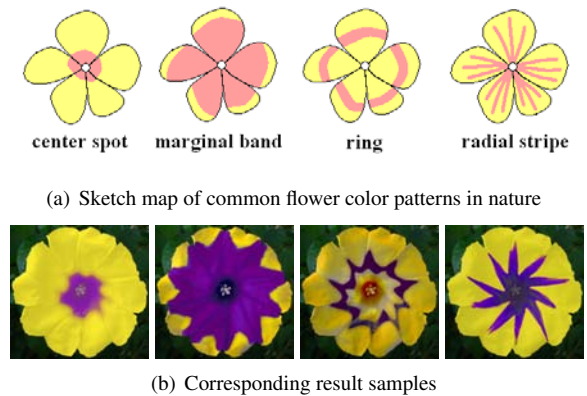 center spot marginal band ring radial stripe
(a) Sketch map of common flower color patterns in nature
(b) Corresponding result samples